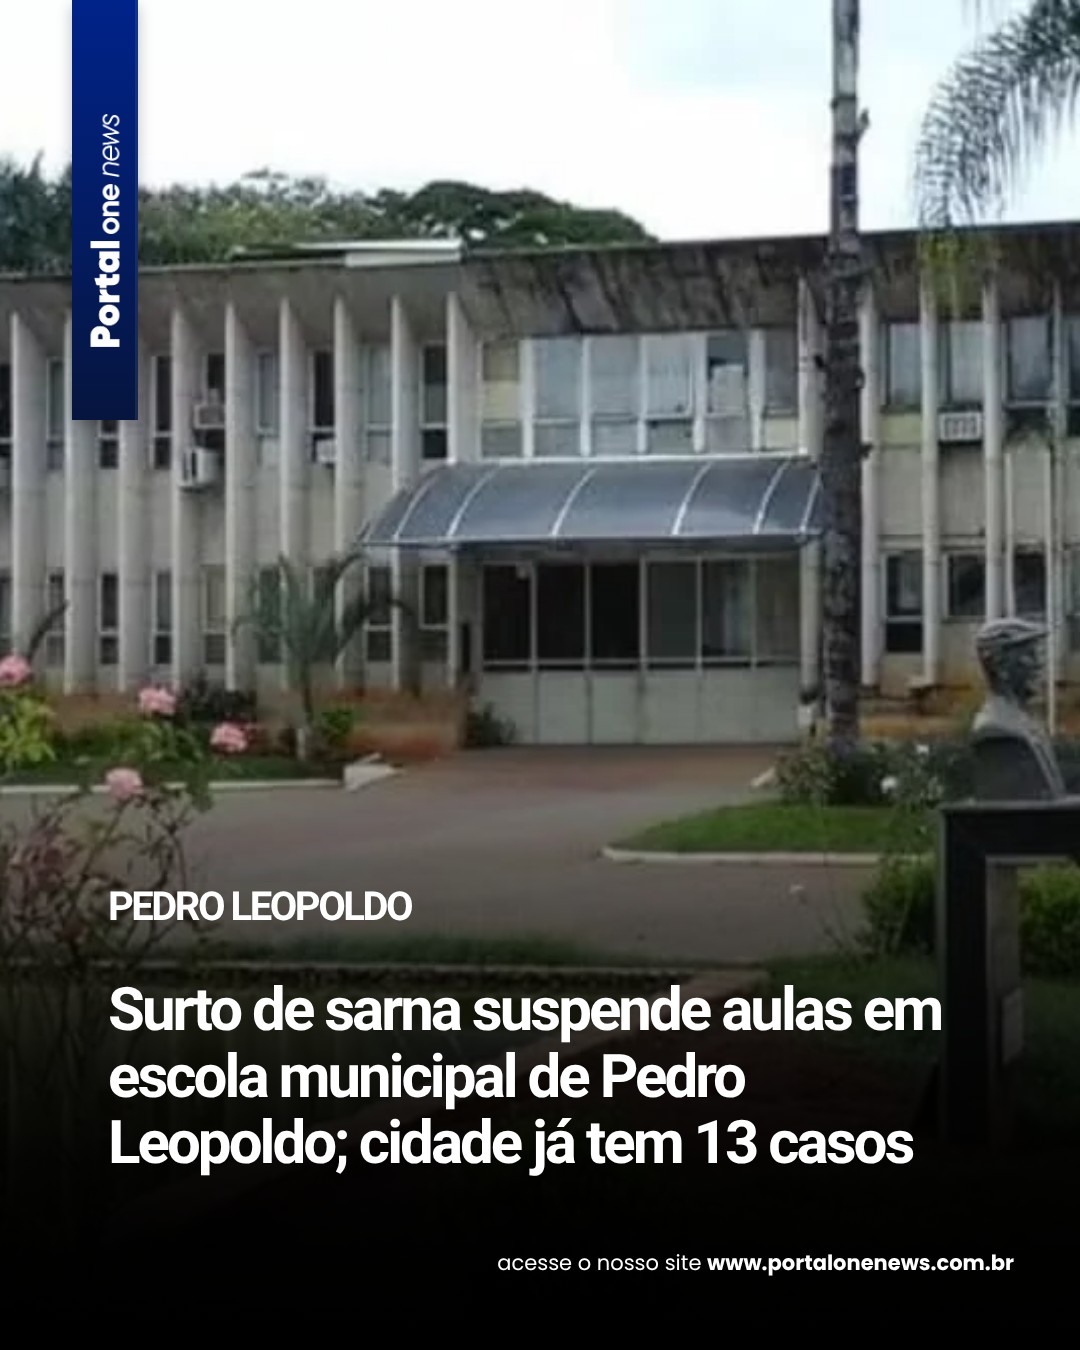 Portal one news
PEDRO LEOPOLDO
Surto de sarna suspende aulas em
escola municipal de Pedro
Leopoldo; cidade já tem 13 casos
acesse o nosso site www.portalonenews.com.br